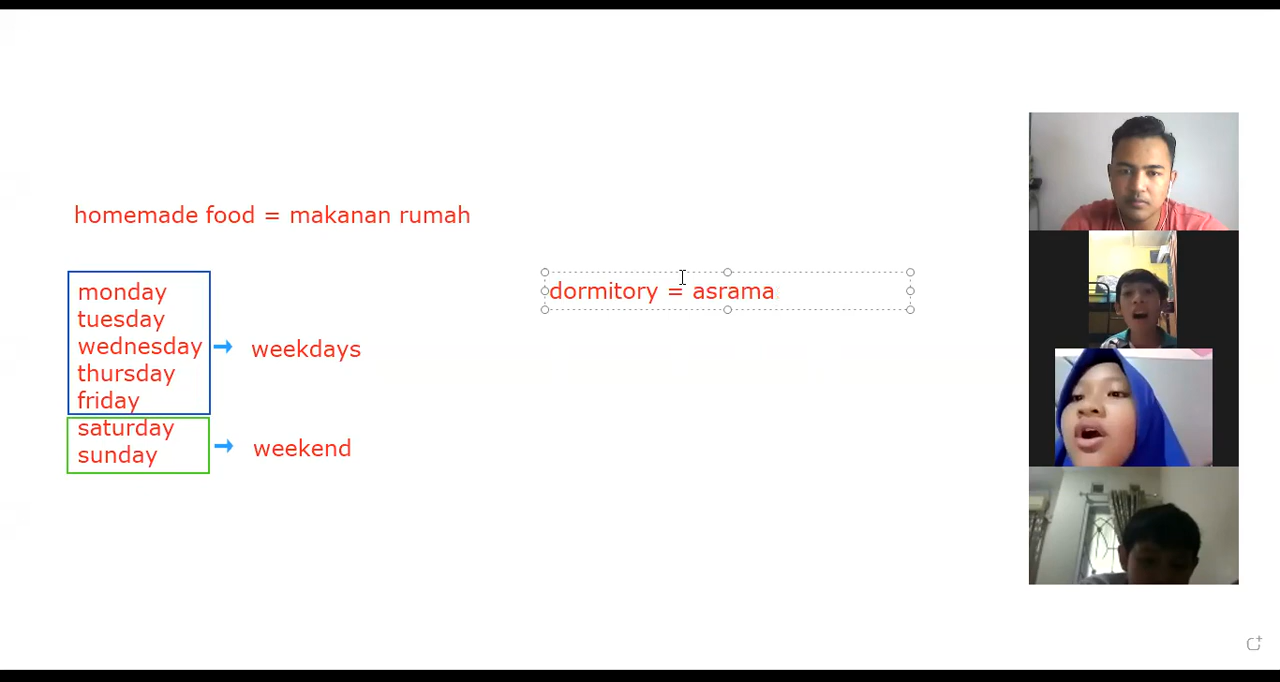 homemade food = makanan rumah
monday
tuesday
wednesday
thursday
friday
saturday
sunday
weekdays
weekend
dormitory = asrama